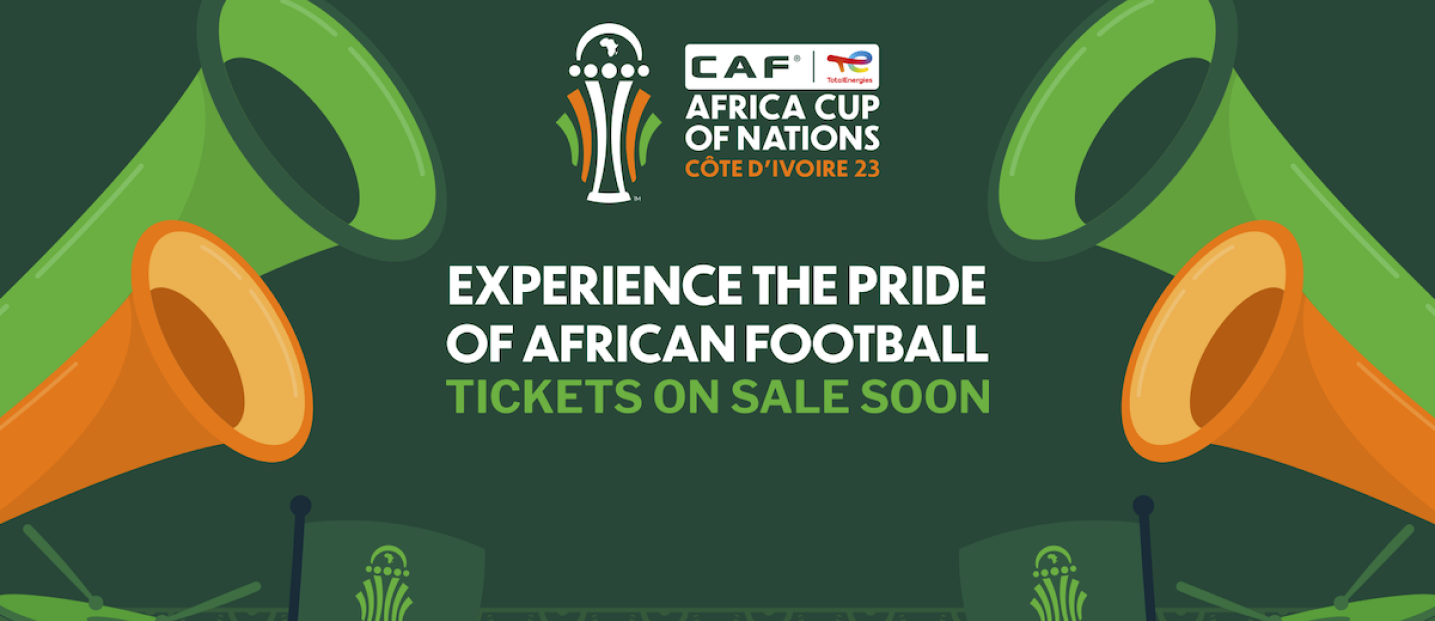 CAF® TotalEnergies
AFRICA CUP
OF NATIONS
CÔTE D'IVOIRE 23
TM
EXPERIENCE THE PRIDE
OF AFRICAN FOOTBALL
TICKETS ON SALE SOON